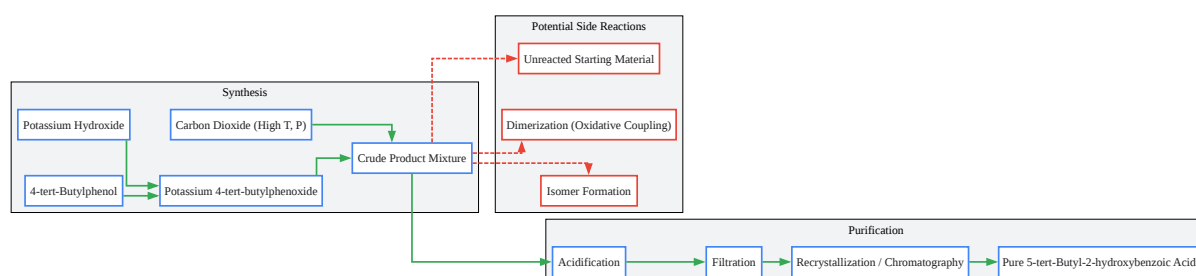 Potential Side Reactions
Unreacted Starting Material
Synthesis
Potassium Hydroxide
Carbon Dioxide (High T, P)
Dimerization (Oxidative Coupling)
Crude Product Mixture
4-tert-Butylphenol
Potassium 4-tert-butylphenoxide
Isomer Formation
Purification
Acidification
Filtration
Recrystallization / Chromatography
Pure 5-tert-Butyl-2-hydroxybenzoic Acid